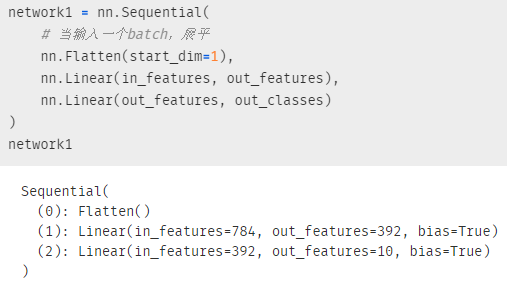 network1 = nn.Sequential(
    # 当输入一个batch，展平
    nn.Flatten(start_dim=1),
    nn.Linear(in_features, out_features),
    nn.Linear(out_features, out_classes)
)
network1
Sequential(
  (0): Flatten()
  (1): Linear(in_features=784, out_features=392, bias=True)
  (2): Linear(in_features=392, out_features=10, bias=True)
)